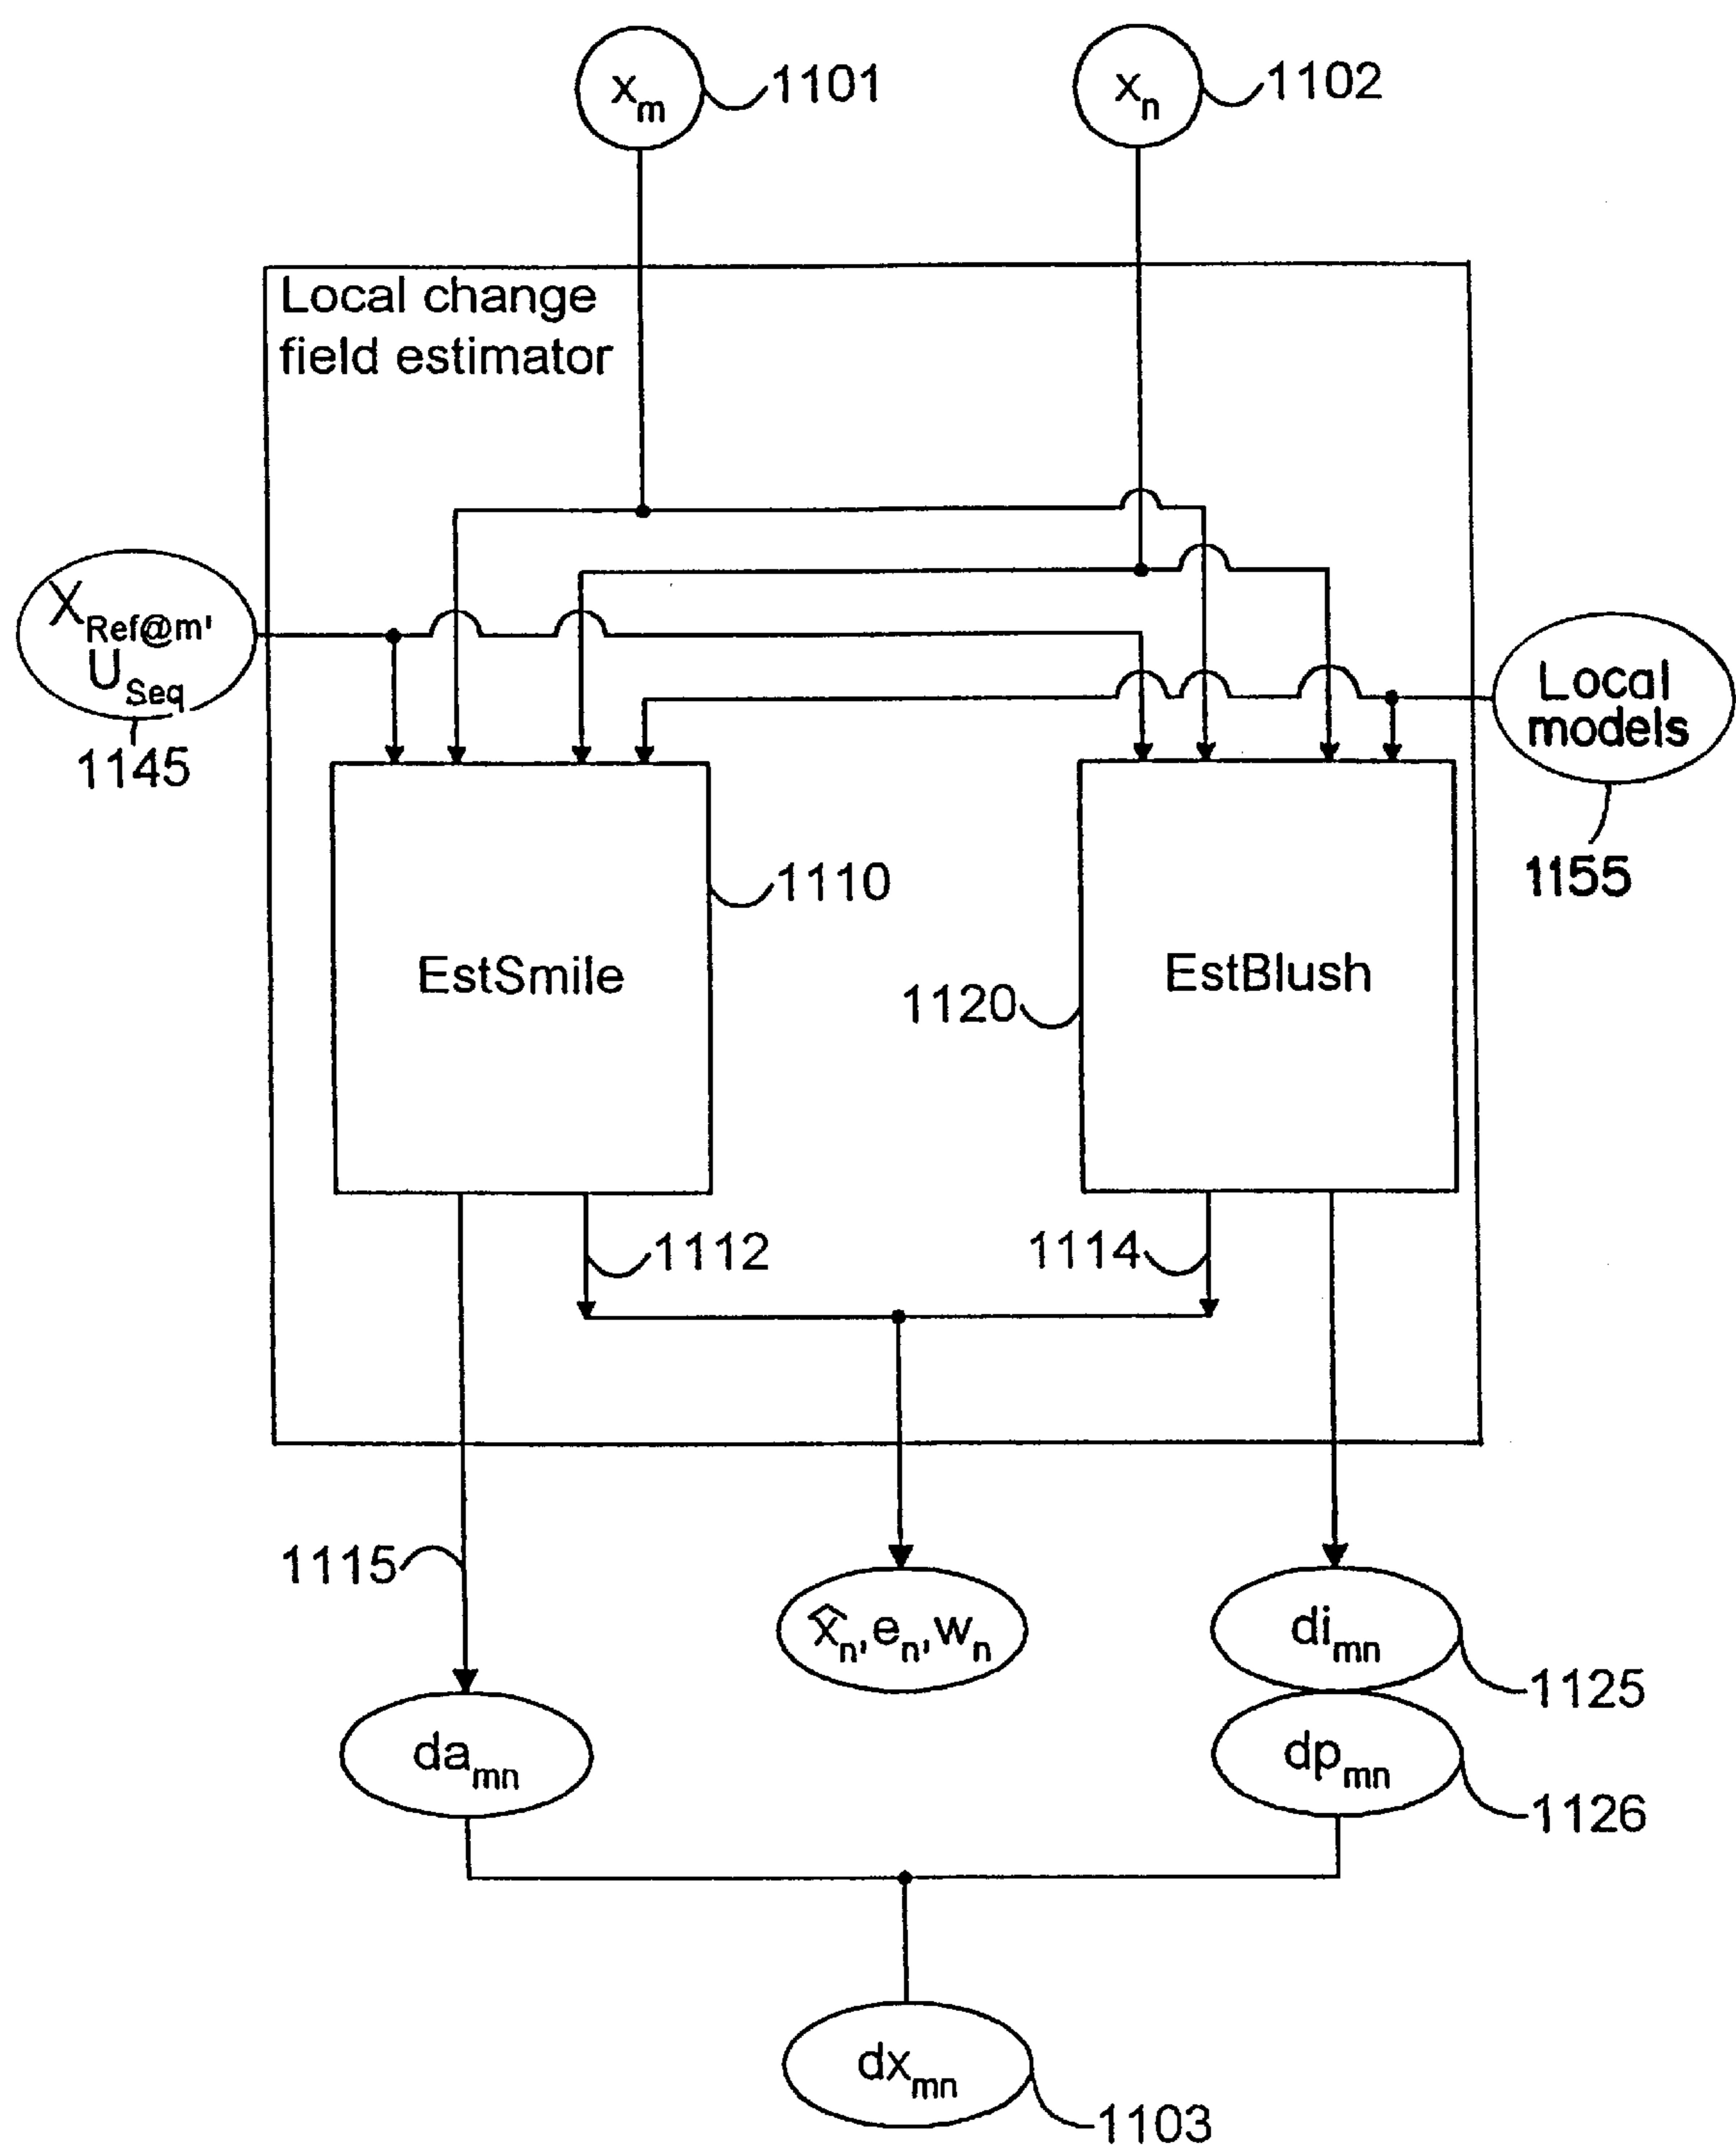 x_m 1101
x_n 1102
Local change
field estimator
X_Ref@m'
U_Seq
1145
Local
models
1155
EstSmile
1110
EstBlush
1120
1112
1114
1115
x̂_n, e_n, w_n
di_mn
1125
da_mn
dp_mn
1126
dx_mn
1103